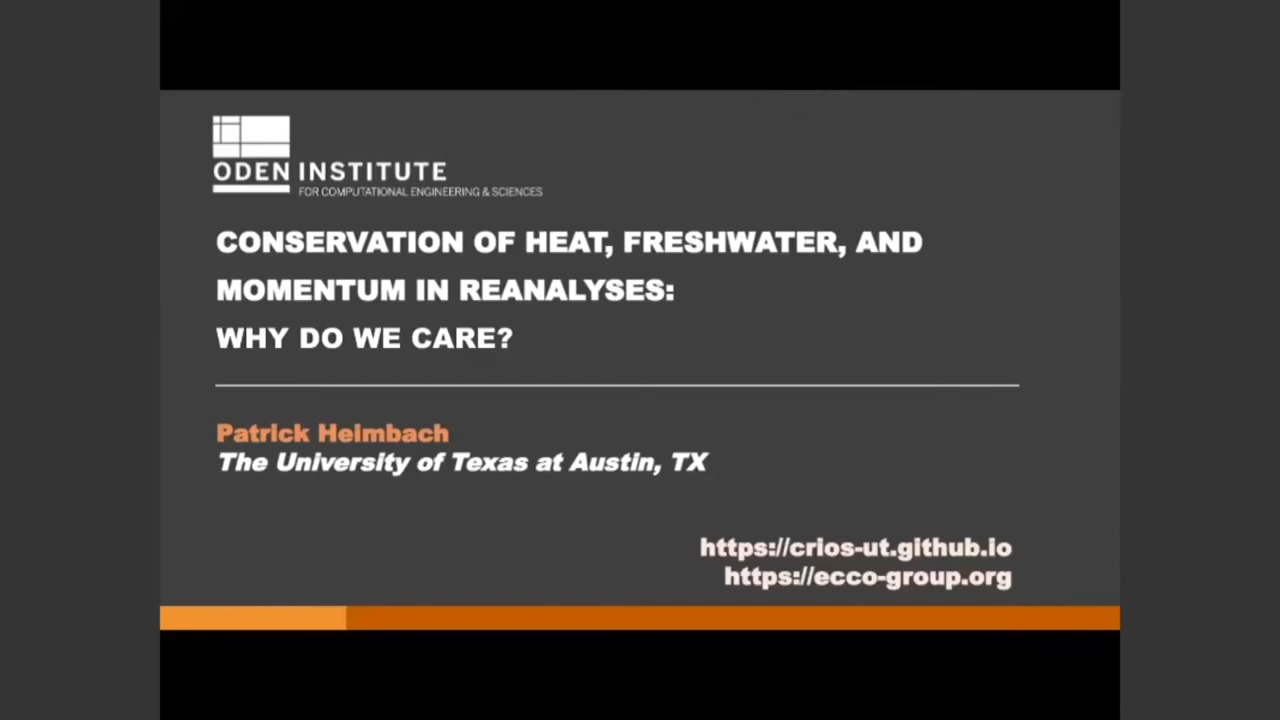 ODEN INSTITUTE
FOR COMPUTATIONAL ENGINEERING & SCIENCES
CONSERVATION OF HEAT, FRESHWATER, AND
MOMENTUM IN REANALYSES:
WHY DO WE CARE?
Patrick Heimbach
The University of Texas at Austin, TX
https://crios-ut.github.io
https://ecco-group.org